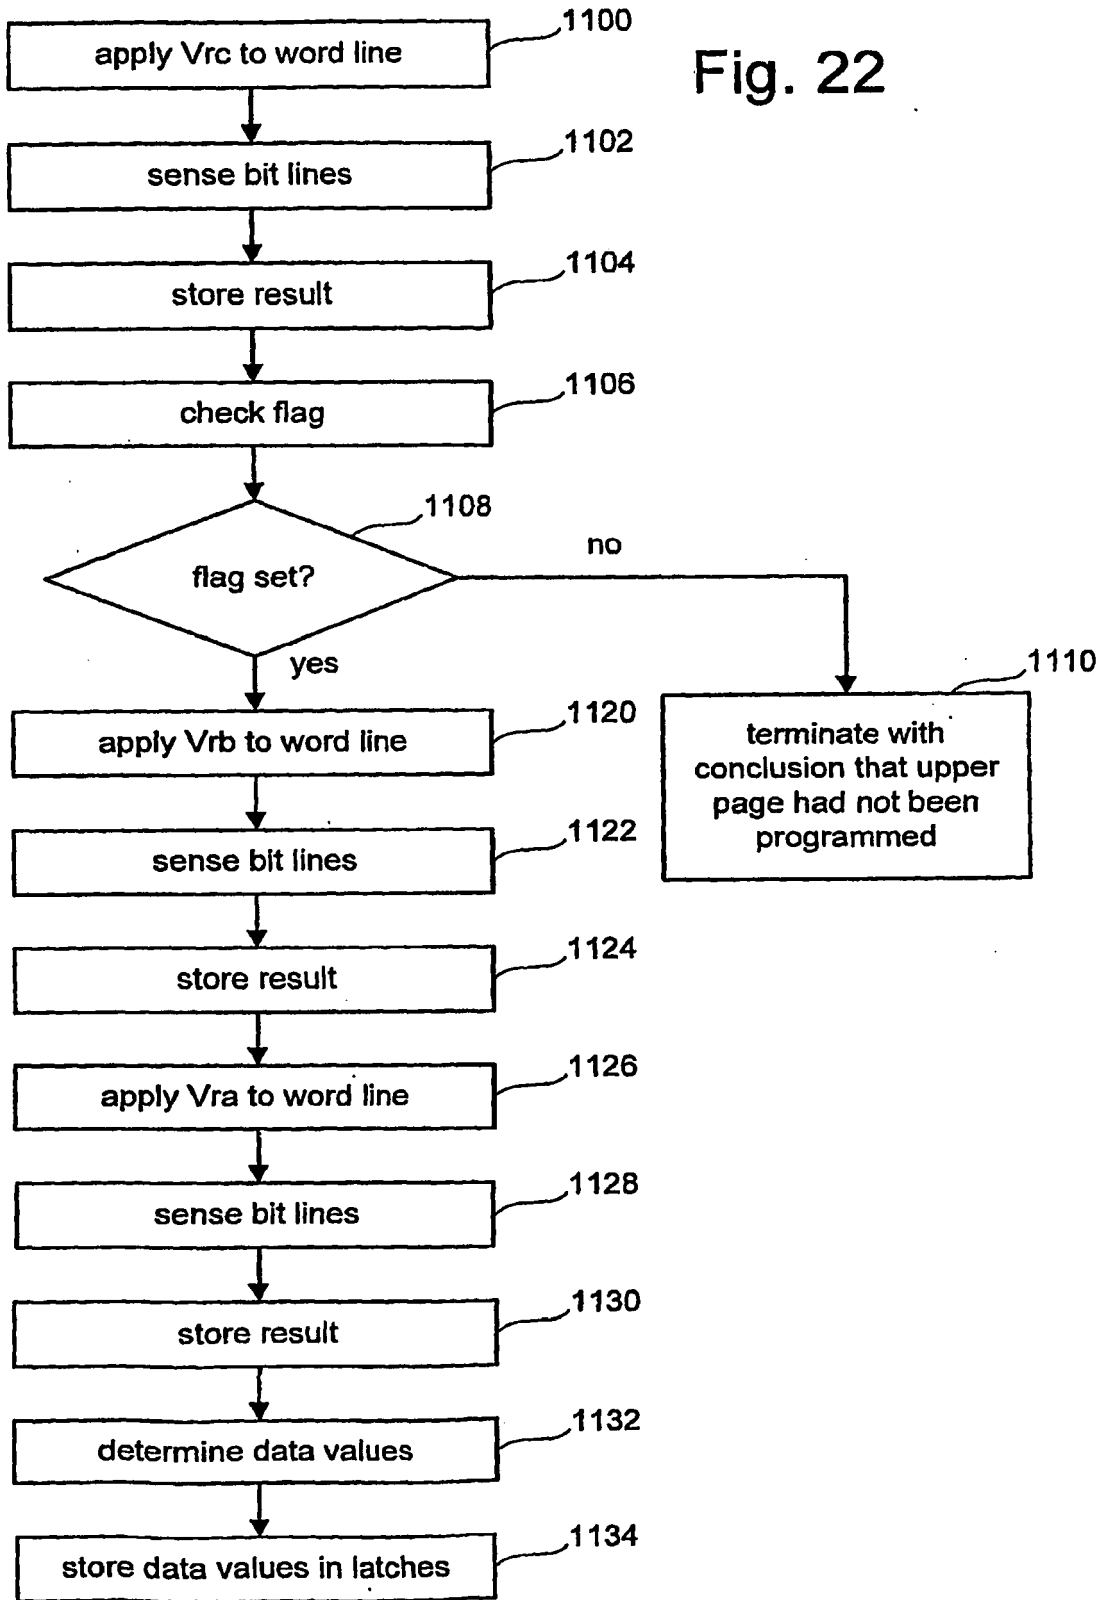 1100
apply Vrc to word line
Fig. 22
1102
sense bit lines
1104
store result
1106
check flag
1108
flag set?
no
yes
1110
terminate with
conclusion that upper
page had not been
programmed
1120
apply Vrb to word line
1122
sense bit lines
1124
store result
1126
apply Vra to word line
1128
sense bit lines
1130
store result
1132
determine data values
1134
store data values in latches